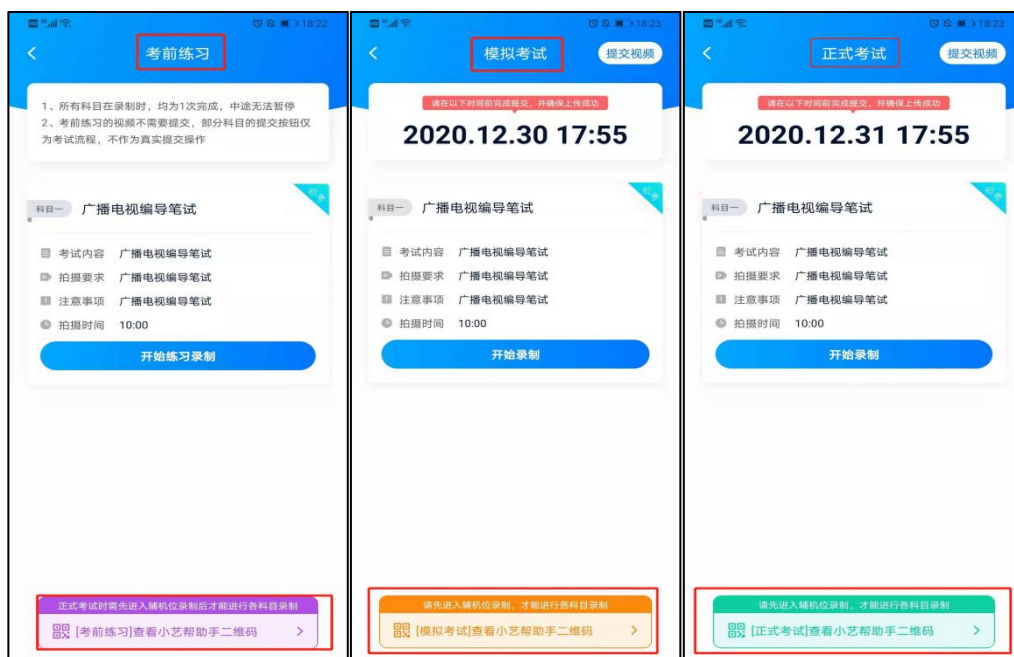 18:22
考前练习
1、所有科目在录制时,均为1次完成,中途无法暂停
2、考前练习的视频不需要提交,部分科目的提交按钮仅
为考试流程,不作为真实提交操作
必考
科目一 广播电视编导笔试
考试内容 广播电视编导笔试
拍摄要求 广播电视编导笔试
注意事项 广播电视编导笔试
拍摄时间 10:00
开始练习录制
正式考试时需先进入辅机位录制后才能进行各科目录制
[考前练习]查看小艺帮助手二维码
18:23
模拟考试
提交视频
请在以下时间前完成提交,并确保上传成功
2020.12.30 17:55
必考
科目一 广播电视编导笔试
考试内容 广播电视编导笔试
拍摄要求 广播电视编导笔试
注意事项 广播电视编导笔试
拍摄时间 10:00
开始录制
请先进入辅机位录制,才能进行各科目录制
[模拟考试]查看小艺帮助手二维码
18:23
正式考试
提交视频
请在以下时间前完成提交,并确保上传成功
2020.12.31 17:55
必考
科目一 广播电视编导笔试
考试内容 广播电视编导笔试
拍摄要求 广播电视编导笔试
注意事项 广播电视编导笔试
拍摄时间 10:00
开始录制
请先进入辅机位录制,才能进行各科目录制
[正式考试]查看小艺帮助手二维码